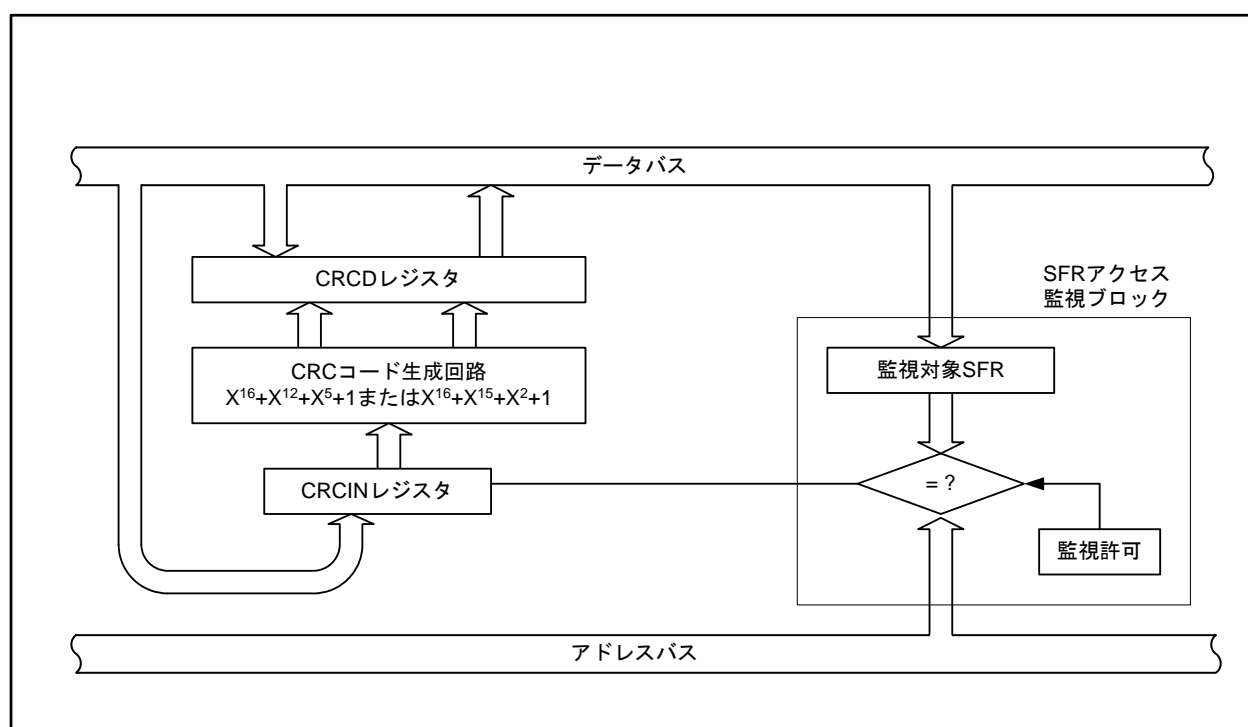 データバス
CRCDレジスタ
SFRアクセス
監視ブロック
CRCコード生成回路
X¹⁶+X¹²+X⁵+1またはX¹⁶+X¹⁵+X²+1
監視対象SFR
CRCINレジスタ
= ?
監視許可
アドレスバス